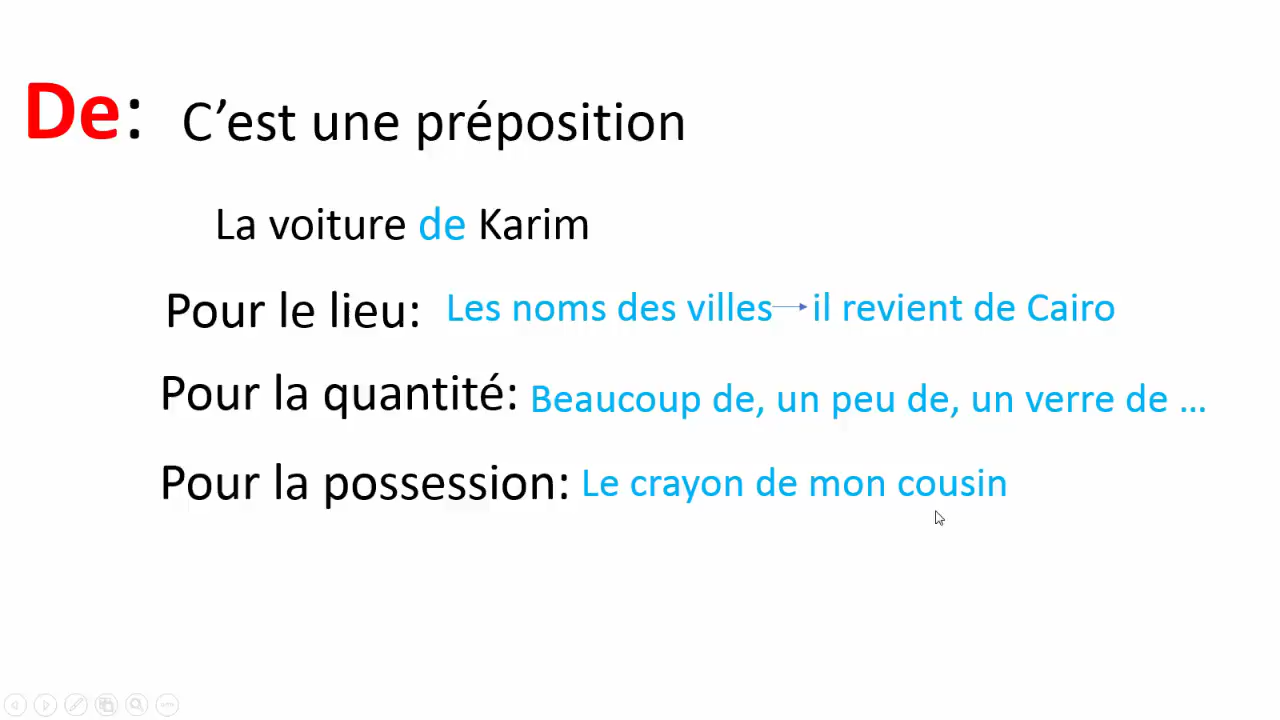 De: C’est une préposition
La voiture de Karim
Pour le lieu: Les noms des villes→il revient de Cairo
Pour la quantité: Beaucoup de, un peu de, un verre de ...
Pour la possession: Le crayon de mon cousin